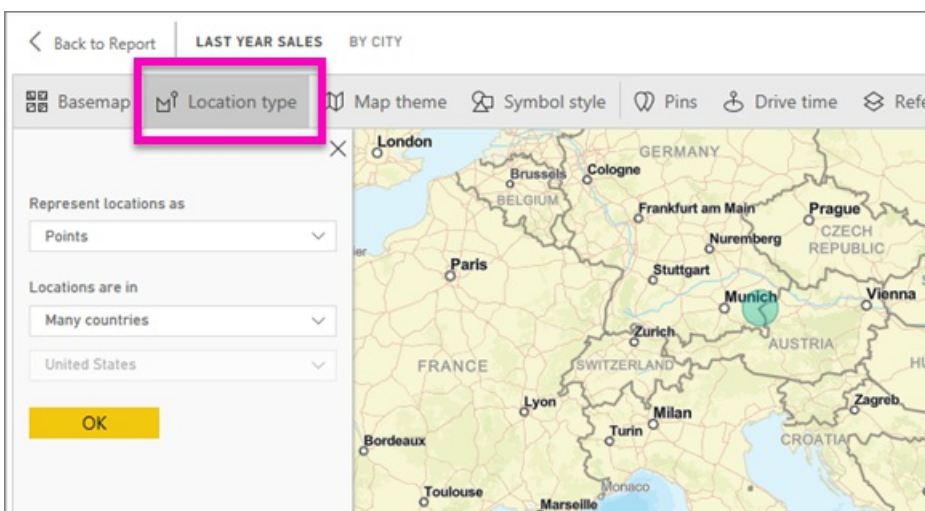 Back to Report
LAST YEAR SALES
BY CITY
Basemap
Location type
Map theme
Symbol style
Pins
Drive time
Represent locations as
Points
Locations are in
Many countries
United States
OK
London
GERMANY
Brussels
Cologne
BELGIUM
Frankfurt am Main
Prague
CZECH
REPUBLIC
Nuremberg
Paris
Stuttgart
Munich
Vienna
Zurich
AUSTRIA
FRANCE
SWITZERLAND
Lyon
Milan
Zagreb
Turin
Bordeaux
CROATIA
Toulouse
Monaco
Marseille